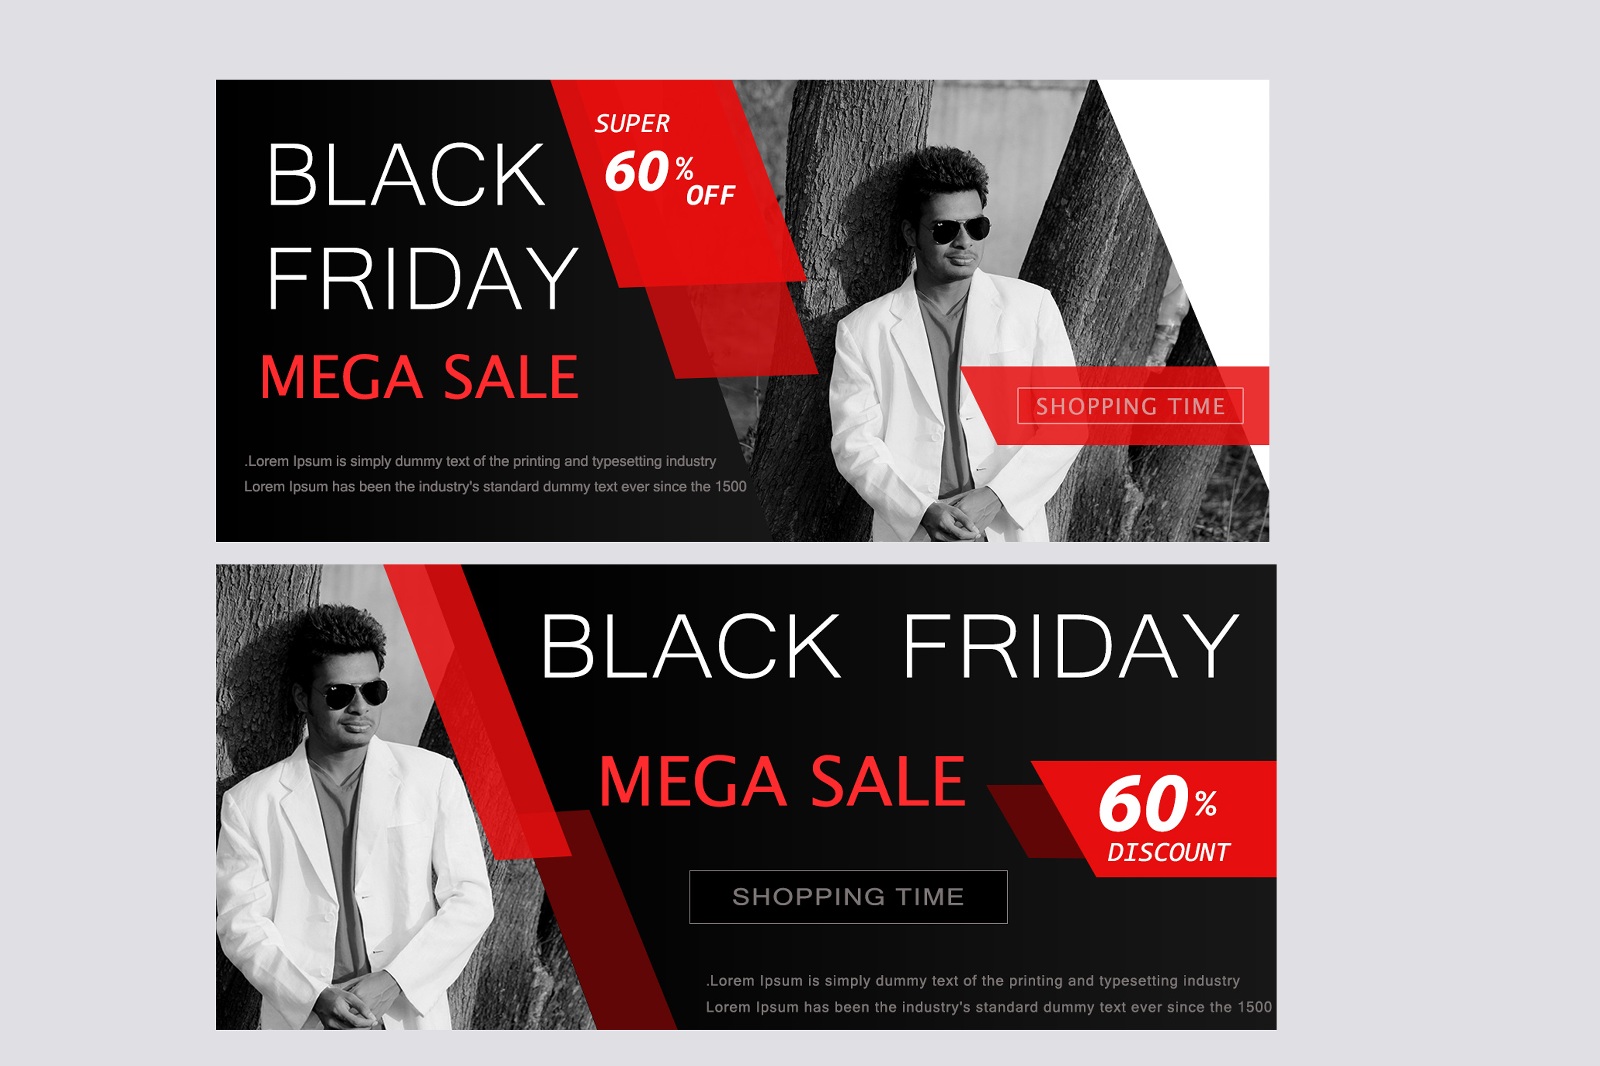 BLACK
FRIDAY
MEGA SALE
.Lorem Ipsum is simply dummy text of the printing and typesetting industry
Lorem Ipsum has been the industry's standard dummy text ever since the 1500
SUPER
60%
OFF
SHOPPING TIME
BLACK FRIDAY
MEGA SALE
60%
DISCOUNT
SHOPPING TIME
.Lorem Ipsum is simply dummy text of the printing and typesetting industry
Lorem Ipsum has been the industry's standard dummy text ever since the 1500